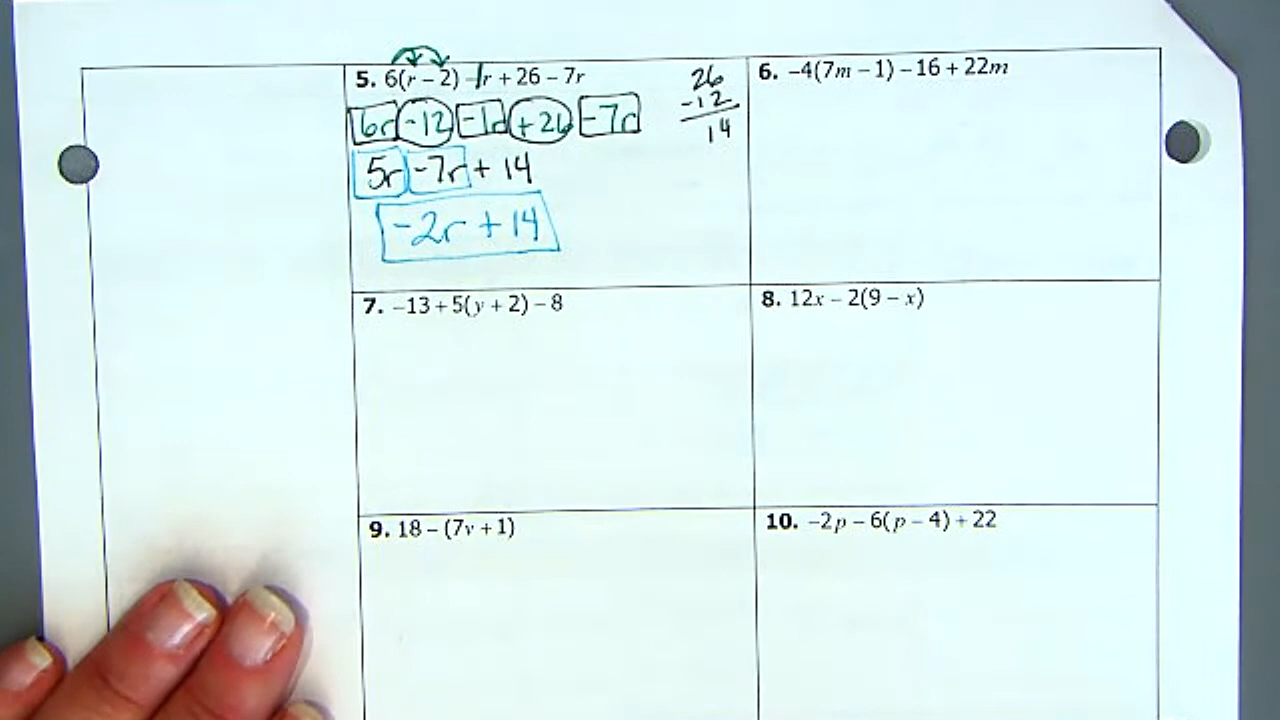 5. 6(r − 2) − 1r + 26 − 7r
6r -12 -1r +26 -7r
5r -7r + 14
-2r + 14
26
-12
14
6. −4(7m − 1) − 16 + 22m
7. −13 + 5(y + 2) − 8
8. 12x − 2(9 − x)
9. 18 − (7v + 1)
10. −2p − 6(p − 4) + 22